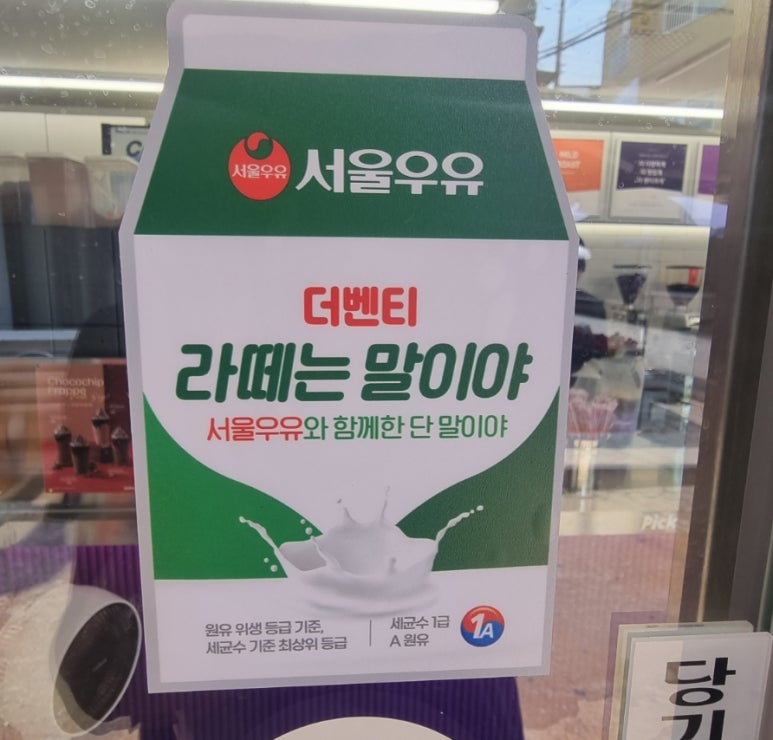 서울우유 서울우유
더벤티
라떼는 말이야
서울우유와 함께한 단 말이야
원유 위생 등급 기준,
세균수 기준 최상위 등급
세균수 1급
A 원유
1A
Chocochip
Frappe
Pick
당